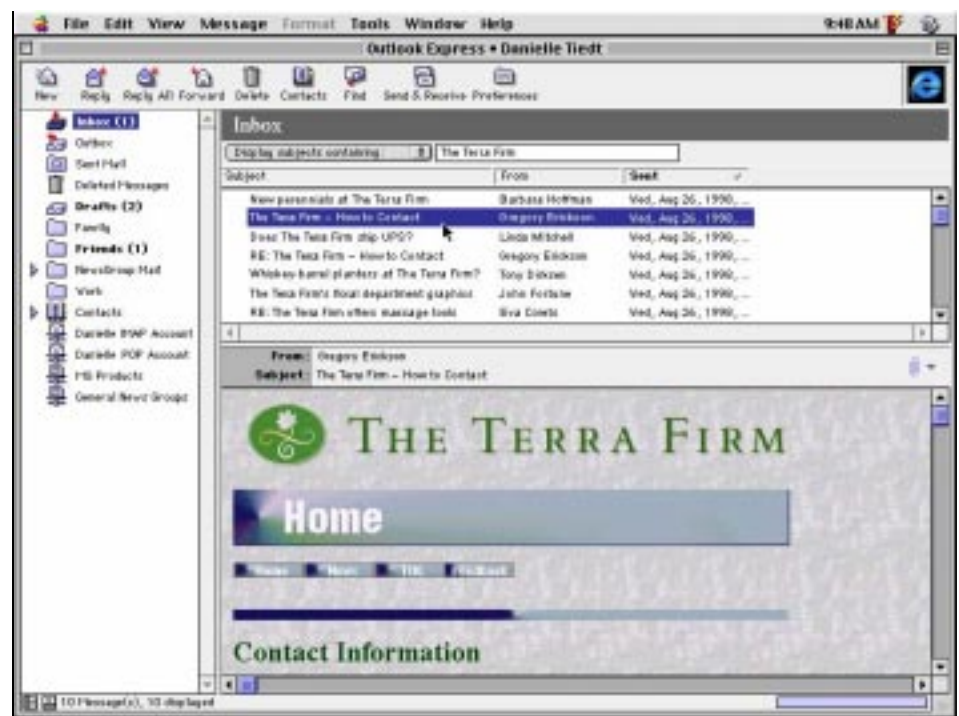 File Edit View Message Format Tools Window Help 9:48 AM
Outlook Express • Danielle Tiedt
New Reply Reply All Forward Delete Contacts Find Send & Receive Preferences
Inbox (1)
Outbox
Sent Mail
Deleted Messages
Drafts (2)
Family
Friends (1)
NewsGroup Mail
Work
Contacts
Danielle IMAP Account
Danielle POP Account
MS Products
General News Groups
Inbox
Display subjects containing The Terra Firm
Subject From Sent
New perennials at The Terra Firm Barbara Hoffman Wed, Aug 26, 1998, ...
The Terra Firm – How to Contact Gregory Erickson Wed, Aug 26, 1998, ...
Does The Terra Firm ship UPS? Linda Mitchell Wed, Aug 26, 1998, ...
RE: The Terra Firm – How to Contact Gregory Erickson Wed, Aug 26, 1998, ...
Whiskey barrel planters at The Terra Firm? Tony Wed, Aug 26, 1998, ...
The Terra Firm's floral department graphics John Fortune Wed, Aug 26, 1998, ...
RE: The Terra Firm offers massage tools Eva Corets Wed, Aug 26, 1998, ...
From: Gregory Erickson
Subject: The Terra Firm – How to Contact
THE TERRA FIRM
Home
Home News
Contact Information
10 Message(s), 10 displayed